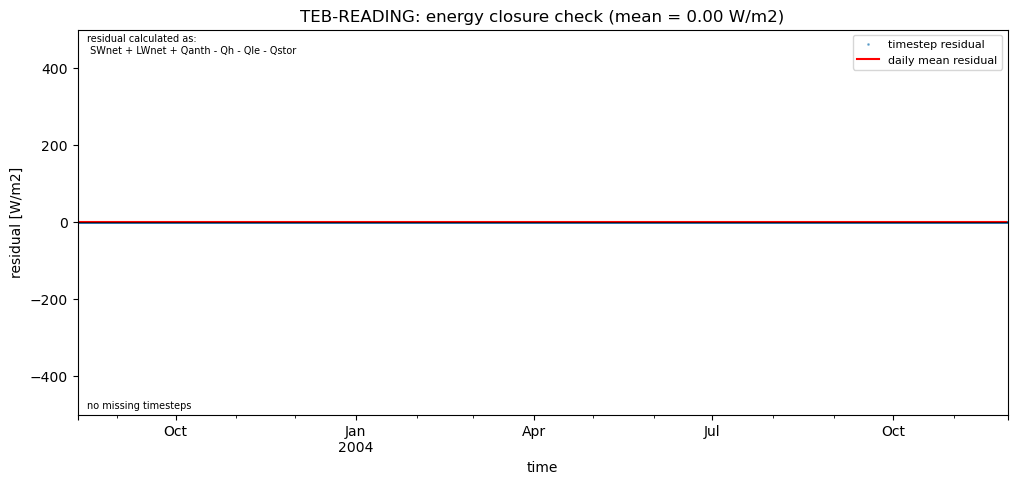 TEB-READING: energy closure check (mean = 0.00 W/m2)
residual calculated as:
SWnet + LWnet + Qanth - Qh - Qle - Qstor
timestep residual
daily mean residual
400
200
0
−200
−400
residual [W/m2]
no missing timesteps
Oct
Jan
2004
Apr
Jul
Oct
time